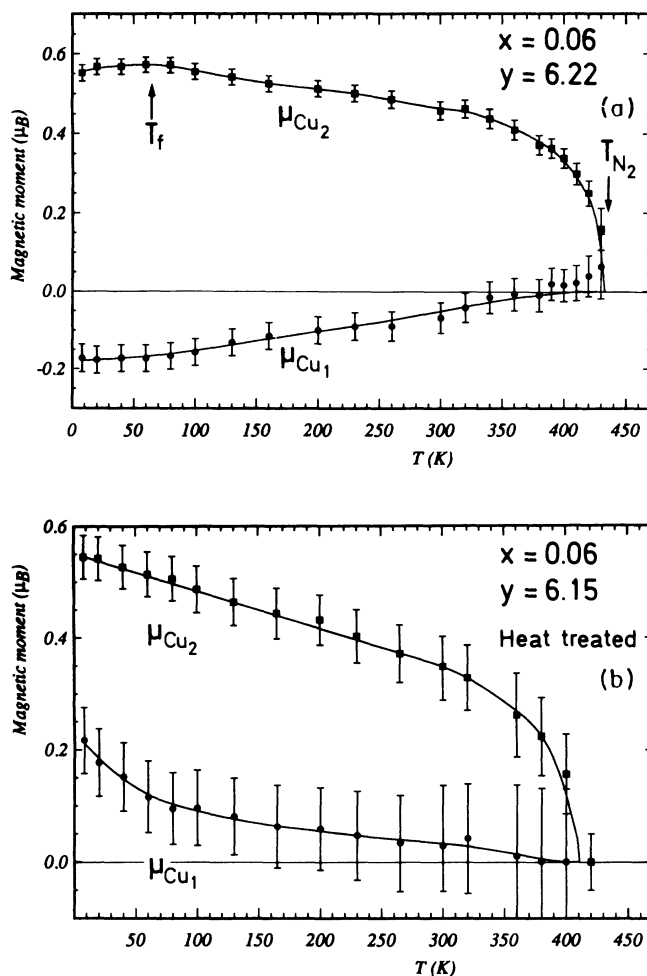 x = 0.06
y = 6.22
(a)
0.6
0.4
0.2
0.0
-0.2
Magnetic moment (μB)
Tf
μCu2
TN2
μCu1
0 50 100 150 200 250 300 350 400 450
T (K)
x = 0.06
y = 6.15
Heat treated
(b)
0.6
0.4
0.2
0.0
Magnetic moment (μB)
μCu2
μCu1
50 100 150 200 250 300 350 400 450
T (K)